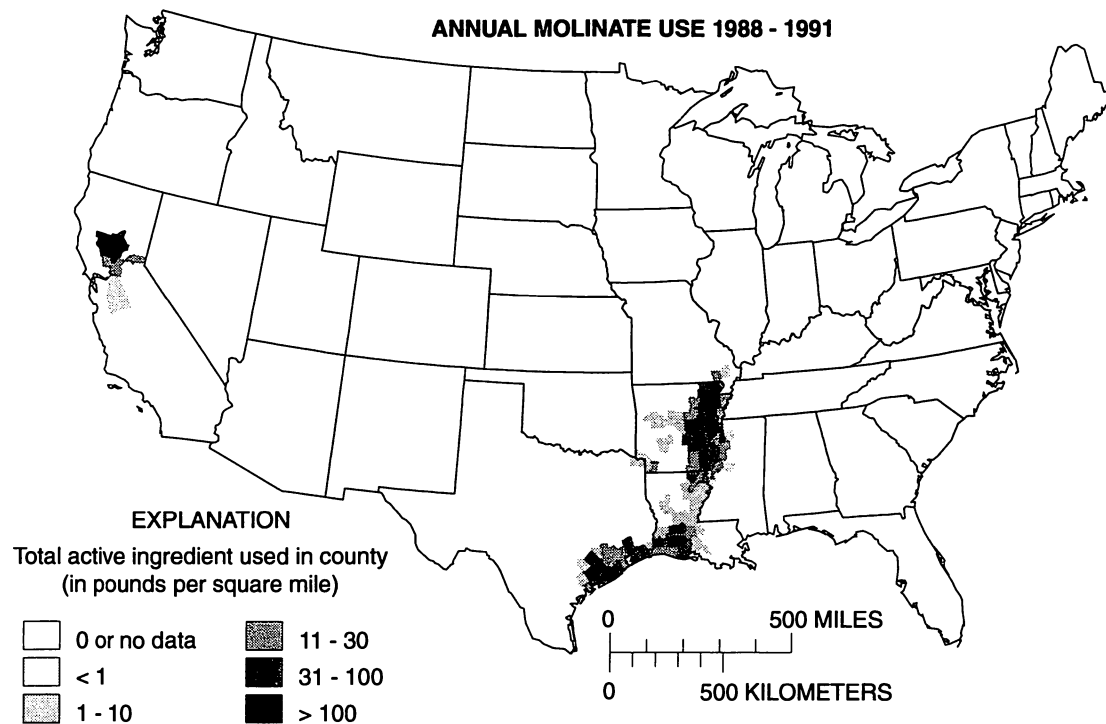 ANNUAL MOLINATE USE 1988 - 1991
EXPLANATION
Total active ingredient used in county
(in pounds per square mile)
0 or no data
< 1
1 - 10
11 - 30
31 - 100
> 100
0 500 MILES
0 500 KILOMETERS